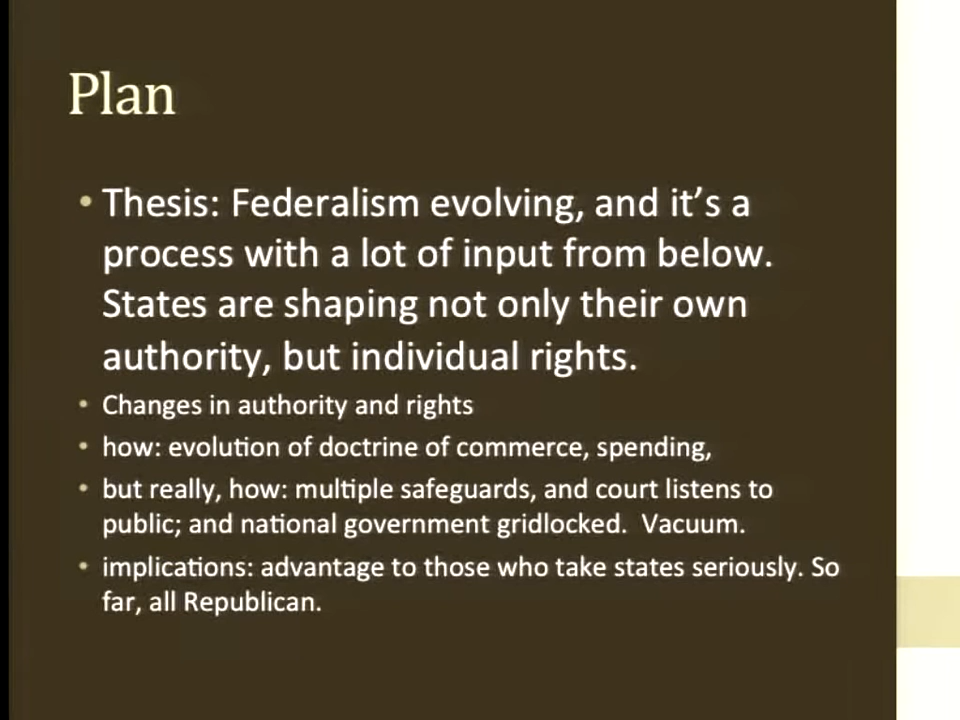 Plan
• Thesis: Federalism evolving, and it’s a
process with a lot of input from below.
States are shaping not only their own
authority, but individual rights.
• Changes in authority and rights
• how: evolution of doctrine of commerce, spending,
• but really, how: multiple safeguards, and court listens to
public; and national government gridlocked.  Vacuum.
• implications: advantage to those who take states seriously. So
far, all Republican.